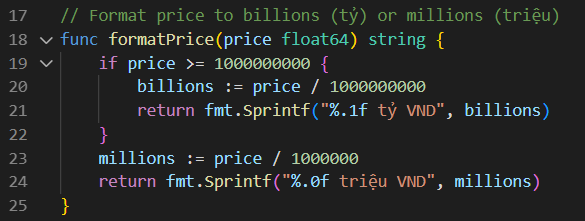 17 // Format price to billions (tỷ) or millions (triệu)
18 func formatPrice(price float64) string {
19     if price >= 1000000000 {
20         billions := price / 1000000000
21         return fmt.Sprintf("%.1f tỷ VND", billions)
22     }
23     millions := price / 1000000
24     return fmt.Sprintf("%.0f triệu VND", millions)
25 }